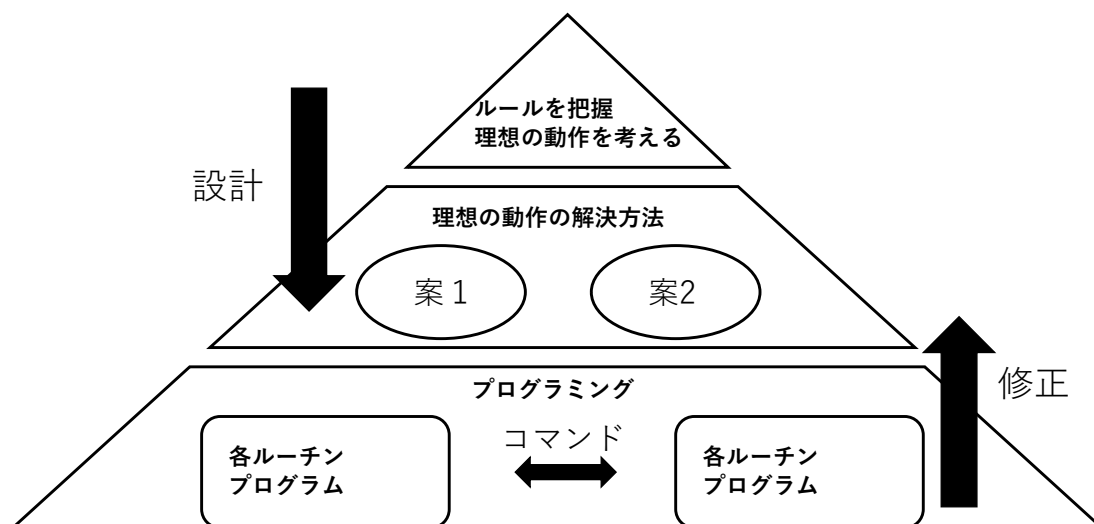 ルールを把握
理想の動作を考える
設計
理想の動作の解決方法
案１
案2
プログラミング
修正
コマンド
各ルーチン
プログラム
各ルーチン
プログラム